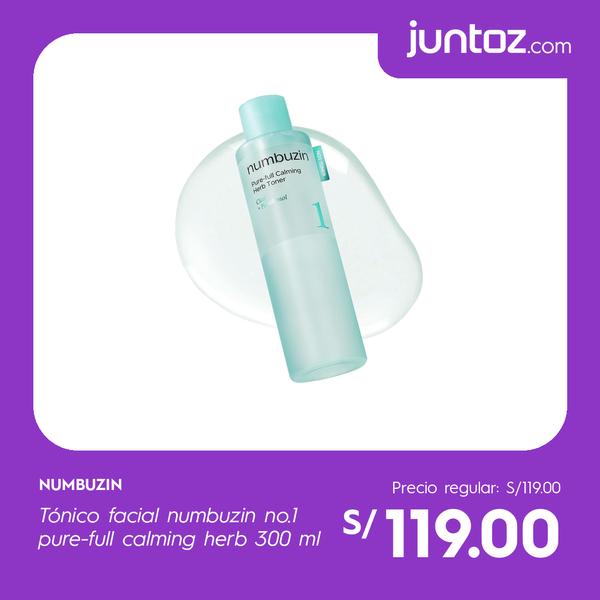 juntoz.com
numbuzin
Pure-full Calming
Herb Toner
1
NUMBUZIN
Tónico facial numbuzin no.1
pure-full calming herb 300 ml
Precio regular: S/119.00
S/119.00